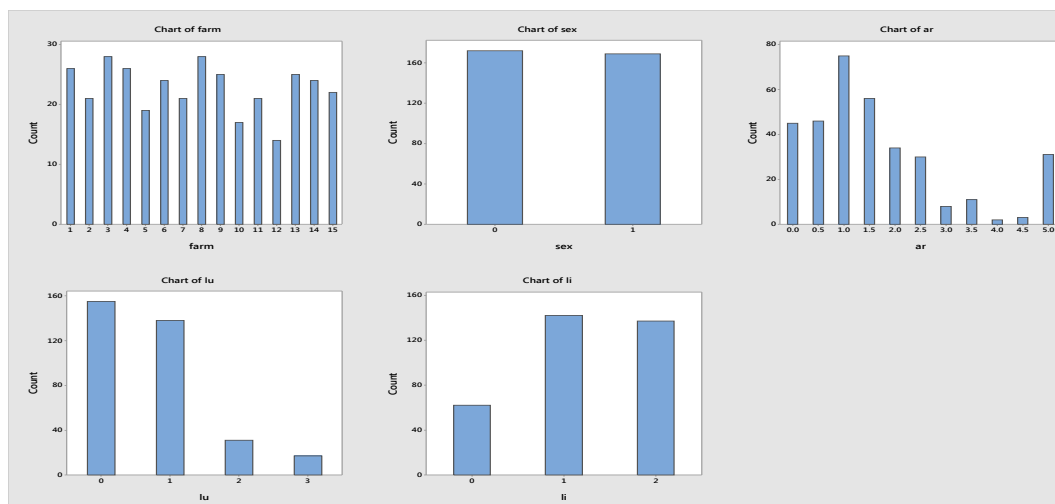 Chart of farm
30
20
10
0
Count
1 2 3 4 5 6 7 8 9 10 11 12 13 14 15
farm
Chart of sex
160
120
80
40
0
Count
0 1
sex
Chart of ar
80
60
40
20
0
Count
0.0 0.5 1.0 1.5 2.0 2.5 3.0 3.5 4.0 4.5 5.0
ar
Chart of lu
160
120
80
40
0
Count
0 1 2 3
lu
Chart of li
160
120
80
40
0
Count
0 1 2
li